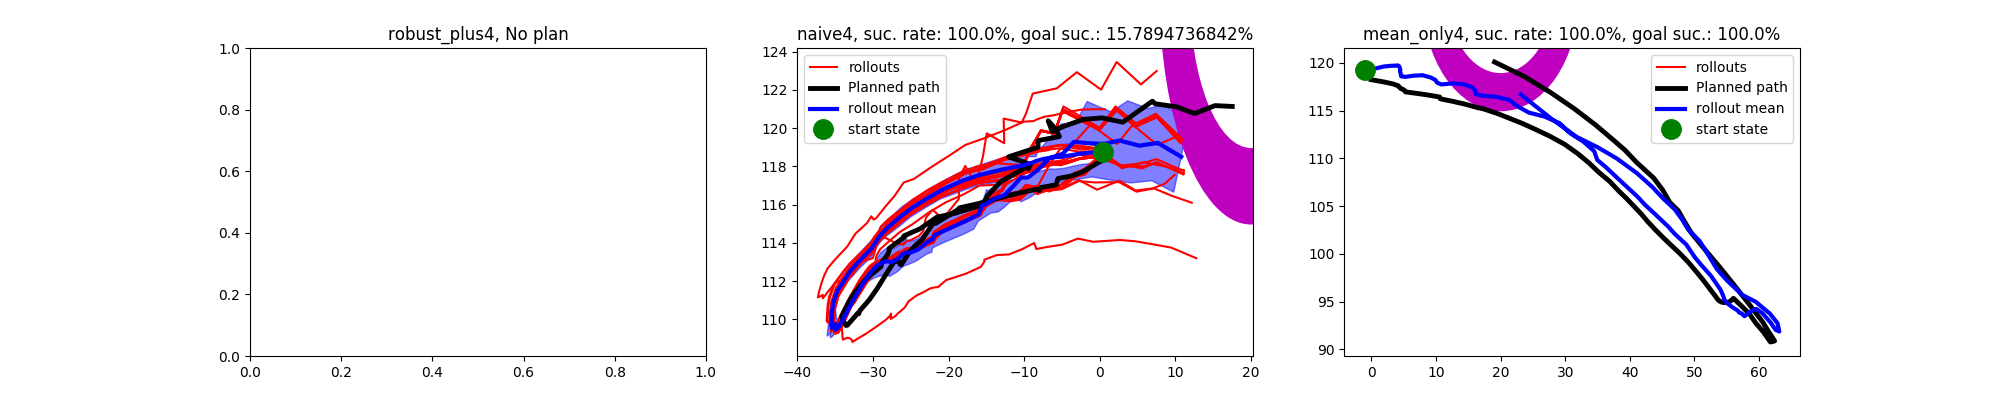 robust_plus4, No plan
1.0
0.8
0.6
0.4
0.2
0.0
0.0 0.2 0.4 0.6 0.8 1.0
naive4, suc. rate: 100.0%, goal suc.: 15.7894736842%
rollouts
Planned path
rollout mean
start state
124
122
120
118
116
114
112
110
−40 −30 −20 −10 0 10 20
mean_only4, suc. rate: 100.0%, goal suc.: 100.0%
rollouts
Planned path
rollout mean
start state
120
115
110
105
100
95
90
0 10 20 30 40 50 60